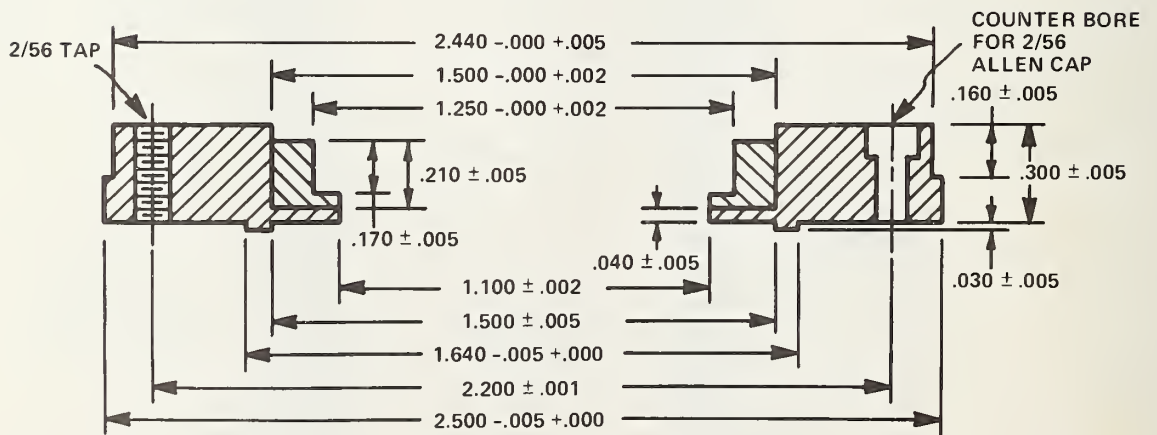 COUNTER BORE
FOR 2/56
ALLEN CAP
2/56 TAP
2.440 -.000 +.005
1.500 -.000 +.002
1.250 -.000 +.002
.160 ± .005
.210 ± .005
.300 ± .005
.170 ± .005
.040 ± .005
.030 ± .005
1.100 ± .002
1.500 ± .005
1.640 -.005 +.000
2.200 ± .001
2.500 -.005 +.000